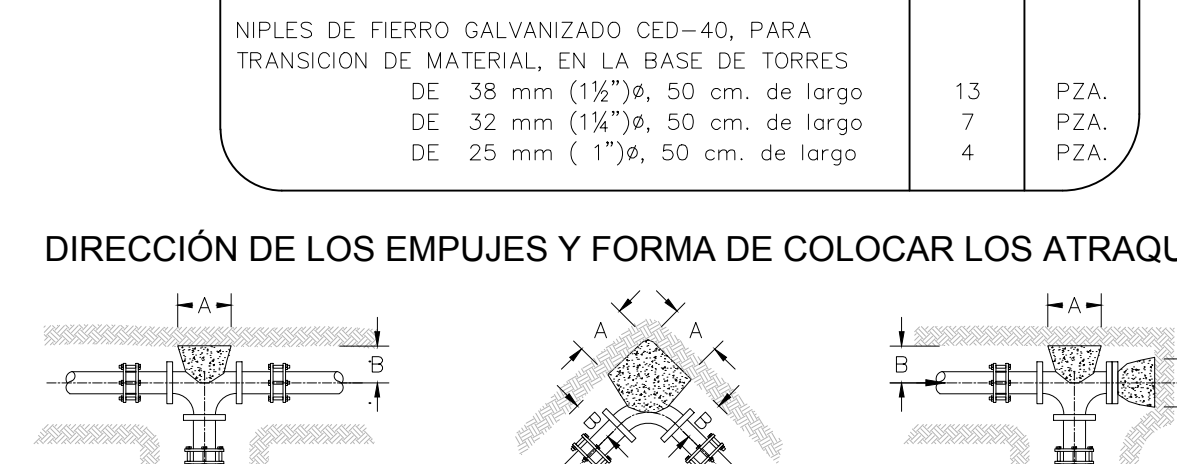 NIPLES DE FIERRO GALVANIZADO CED-40, PARA
TRANSICION DE MATERIAL, EN LA BASE DE TORRES
DE 38 mm (1½")ø, 50 cm. de largo 13 PZA.
DE 32 mm (1¼")ø, 50 cm. de largo 7 PZA.
DE 25 mm ( 1")ø, 50 cm. de largo 4 PZA.
DIRECCIÓN DE LOS EMPUJES Y FORMA DE COLOCAR LOS
A
A A
A
B
B
B B